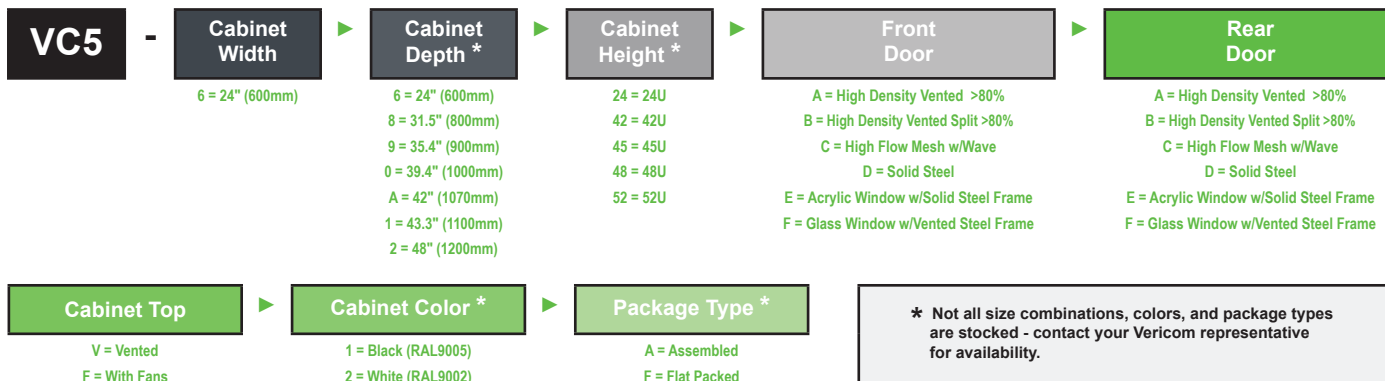 VC5 - Cabinet Width ► Cabinet Depth * ► Cabinet Height * ► Front Door ► Rear Door
6 = 24" (600mm)
6 = 24" (600mm)
8 = 31.5" (800mm)
9 = 35.4" (900mm)
0 = 39.4" (1000mm)
A = 42" (1070mm)
1 = 43.3" (1100mm)
2 = 48" (1200mm)
24 = 24U
42 = 42U
45 = 45U
48 = 48U
52 = 52U
A = High Density Vented >80%
B = High Density Vented Split >80%
C = High Flow Mesh w/Wave
D = Solid Steel
E = Acrylic Window w/Solid Steel Frame
F = Glass Window w/Vented Steel Frame
A = High Density Vented >80%
B = High Density Vented Split >80%
C = High Flow Mesh w/Wave
D = Solid Steel
E = Acrylic Window w/Solid Steel Frame
F = Glass Window w/Vented Steel Frame
Cabinet Top ► Cabinet Color * ► Package Type *
V = Vented
F = With Fans
1 = Black (RAL9005)
2 = White (RAL9002)
A = Assembled
F = Flat Packed
* Not all size combinations, colors, and package types
are stocked - contact your Vericom representative
for availability.